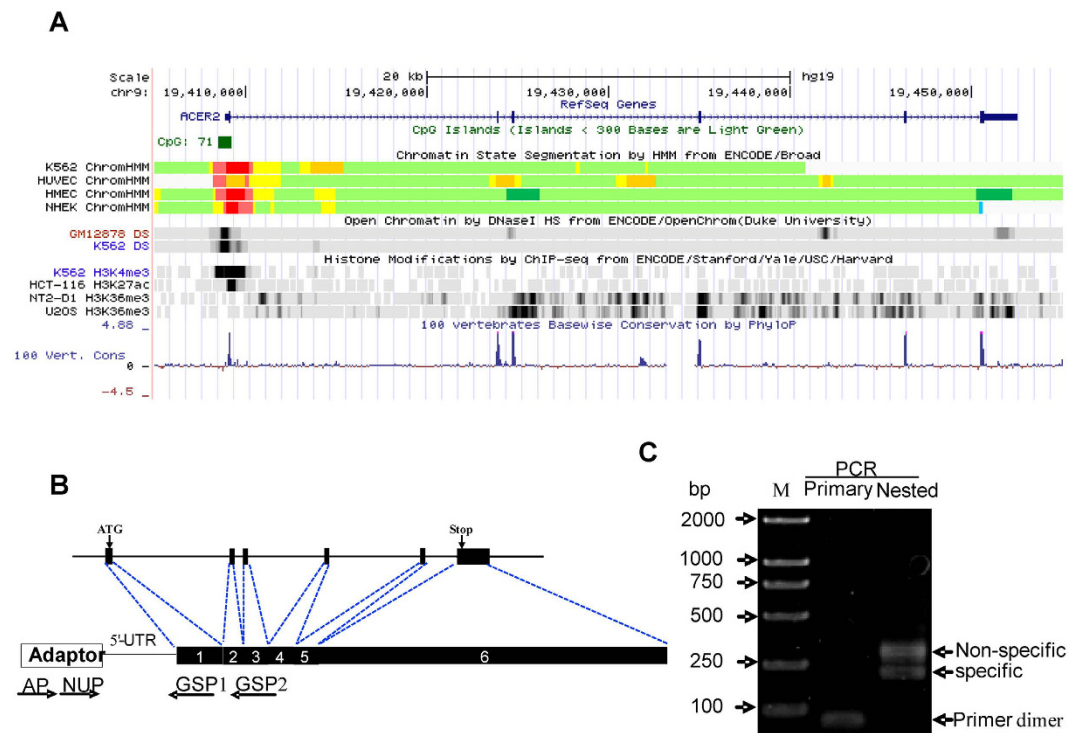 A
Scale 20 kb hg19
chr9: 19,410,000 19,420,000 19,430,000 19,440,000 19,450,000
RefSeq Genes
ACER2
CpG Islands (Islands < 300 Bases are Light Green)
CpG: 71
Chromatin State Segmentation by HMM from ENCODE/Broad
K562 ChromHMM
HUVEC ChromHMM
HMEC ChromHMM
NHEK ChromHMM
Open Chromatin by DNaseI HS from ENCODE/OpenChrom(Duke University)
GM12878 DS
K562 DS
Histone Modifications by ChIP-seq from ENCODE/Stanford/Yale/USC/Harvard
K562 H3K4me3
HCT-116 H3K27ac
NT2-D1 H3K36me3
U2OS H3K36me3
100 vertebrates Basewise Conservation by PhyloP
4.88 _
100 Vert. Cons
0 _
-4.5 _
B
ATG Stop
5'-UTR
Adaptor 1 2 3 4 5 6
AP NUP GSP1 GSP2
C
PCR
bp M Primary Nested
2000
1000
750
500
250
100
Non-specific
specific
Primer dimer